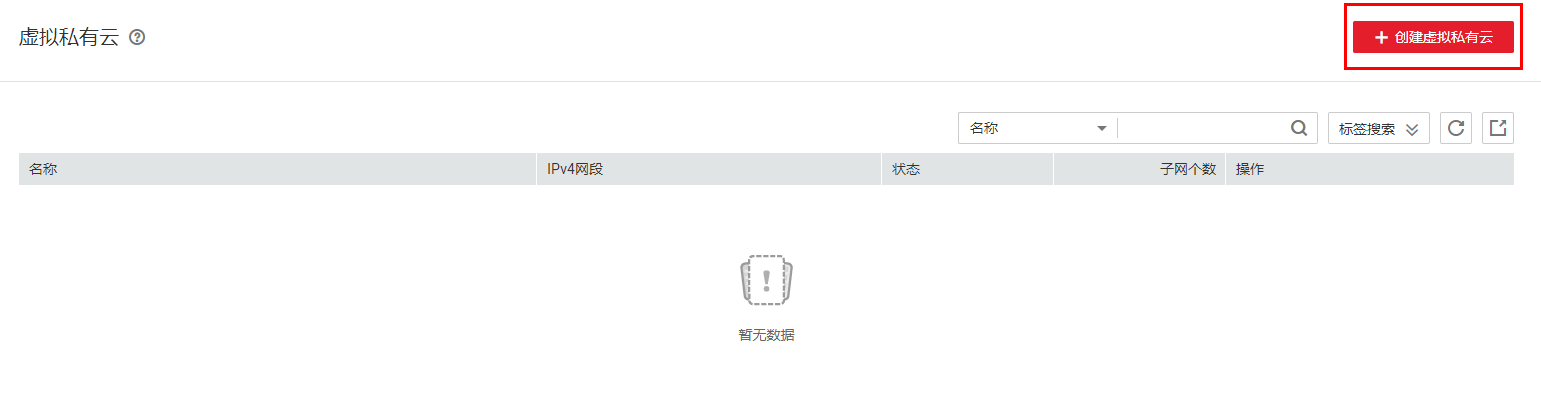 虚拟私有云
创建虚拟私有云
名称 标签搜索
名称 IPv4网段 状态 子网个数 操作
暂无数据